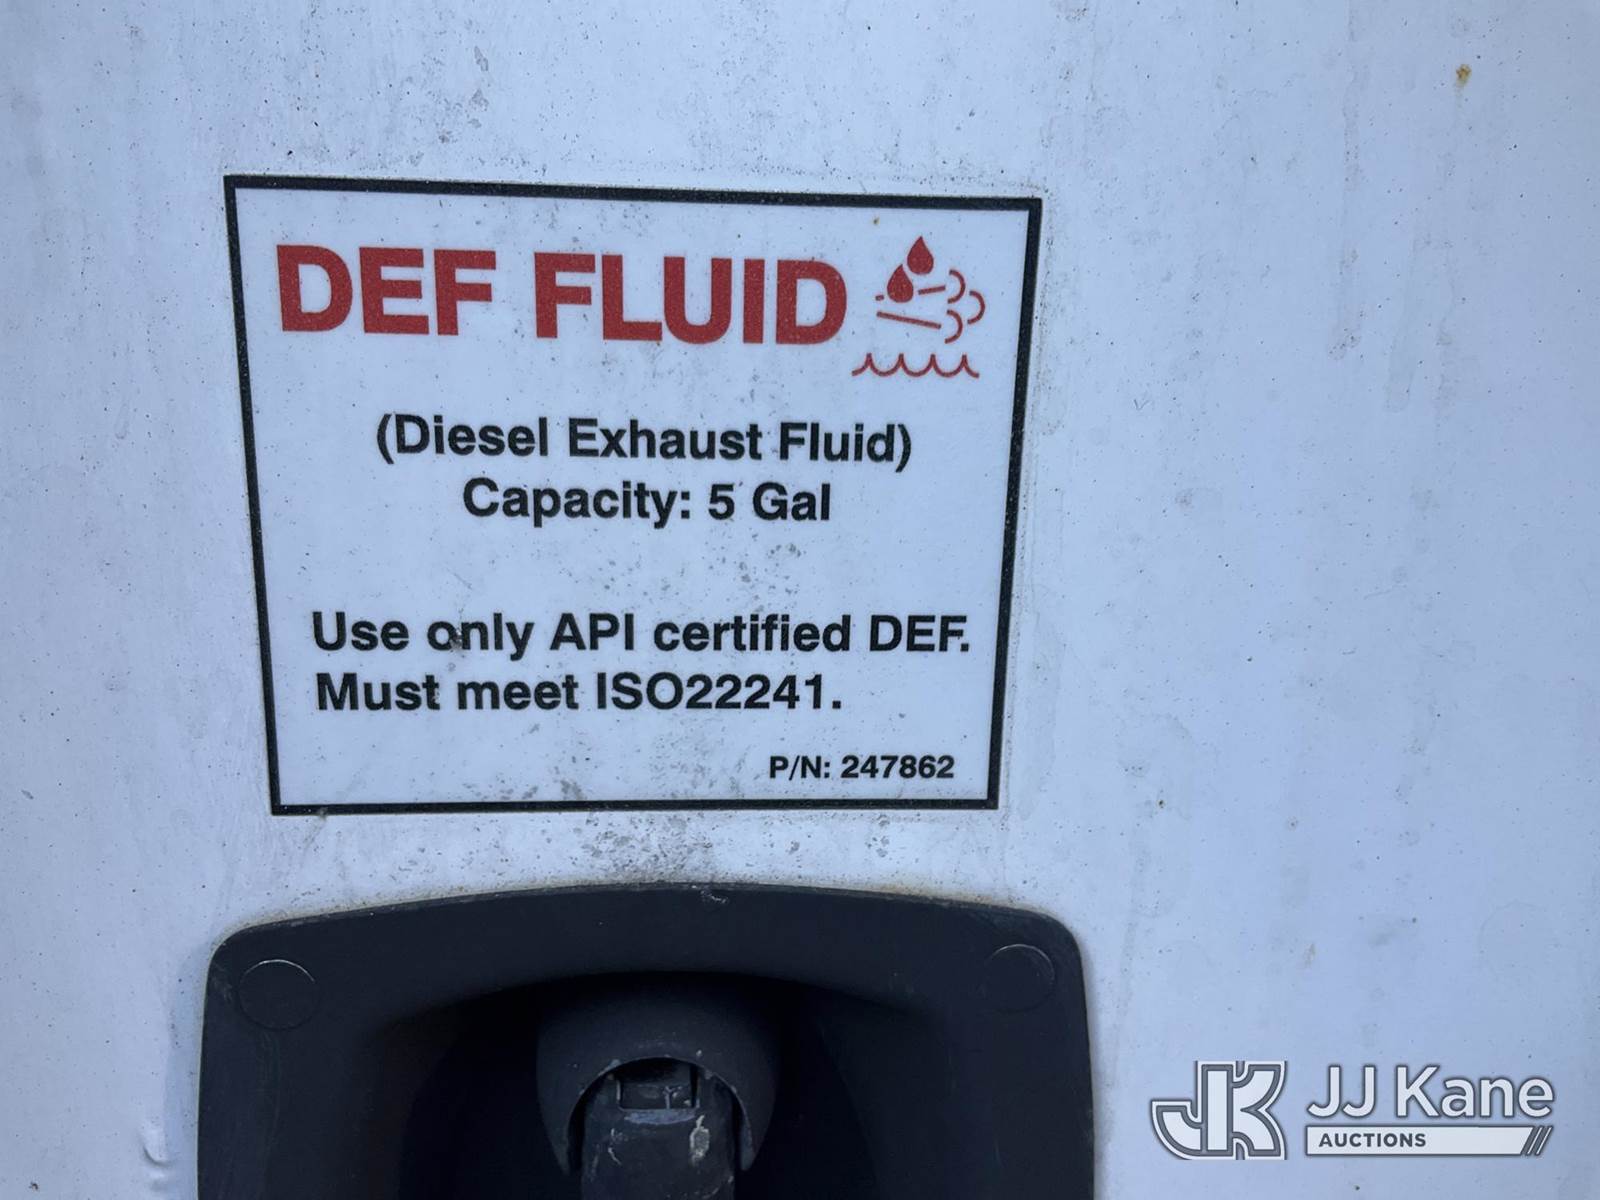 DEF FLUID
(Diesel Exhaust Fluid)
Capacity: 5 Gal
Use only API certified DEF.
Must meet ISO22241.
P/N: 247862
JK JJ Kane
AUCTIONS